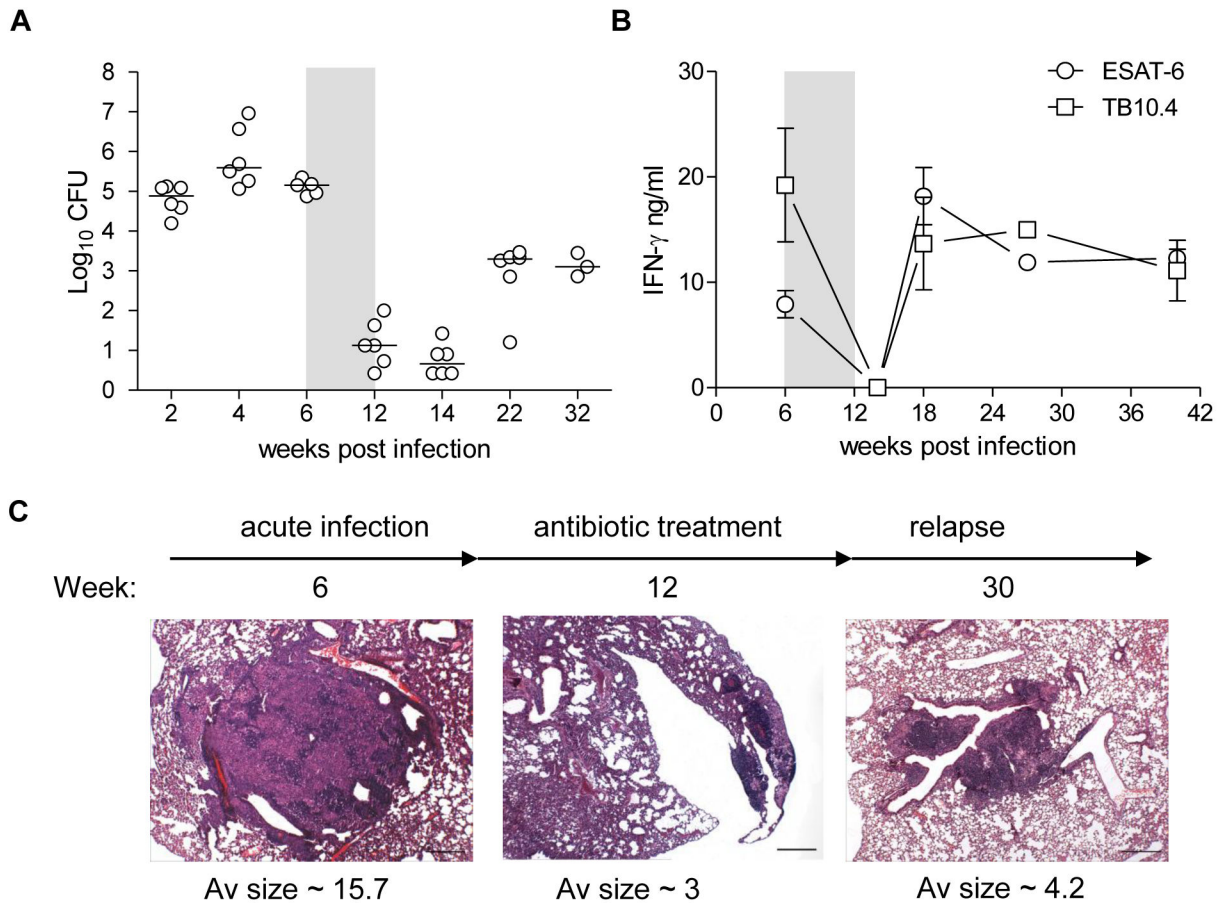 A
8
7
6
5
4
3
2
1
0
Log10 CFU
2 4 6 12 14 22 32
weeks post infection
B
30
20
10
0
IFN-γ ng/ml
ESAT-6
TB10.4
0 6 12 18 24 30 36 42
weeks post infection
C
acute infection antibiotic treatment relapse
Week: 6 12 30
Av size ~ 15.7 Av size ~ 3 Av size ~ 4.2